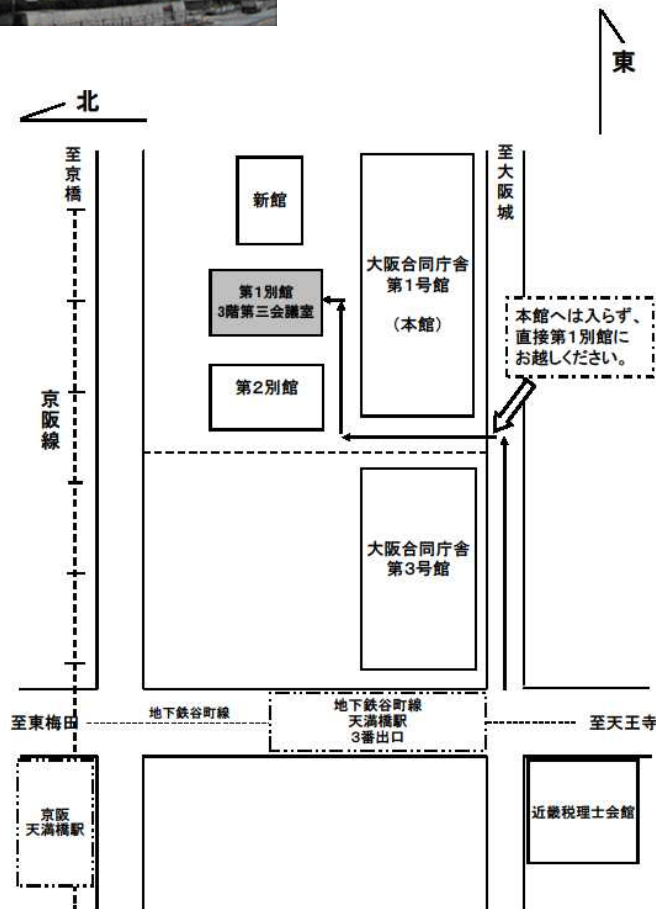 東
北
至京橋
至大阪城
新館
大阪合同庁舎
第1号館
(本館)
第1別館
3階第三会議室
本館へは入らず、
直接第1別館に
お越しください。
第2別館
京阪線
大阪合同庁舎
第3号館
至東梅田
地下鉄谷町線
地下鉄谷町線
天満橋駅
3番出口
至天王寺
京阪
天満橋駅
近畿税理士会館